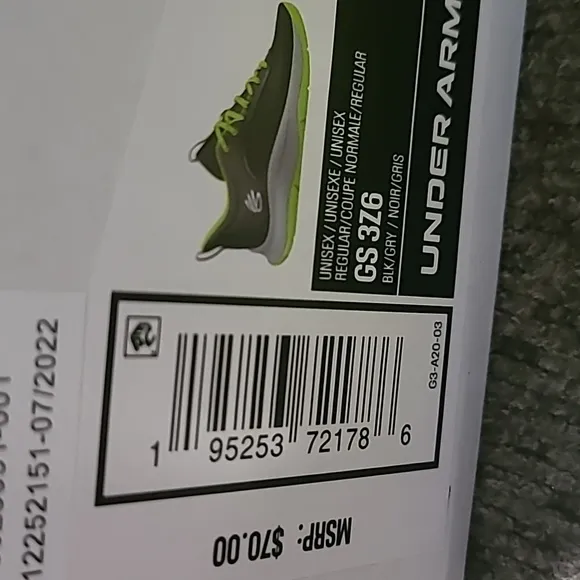 UNISEX / UNISEXE / UNISEX
REGULAR/COUPE NORMALE/REGULAR
GS 3Z6
BLK/GRY / NOIR/GRIS
UNDER ARM
1 95253 72178 6
G3-A20-03
MSRP: $70.00
12252151-07/2022